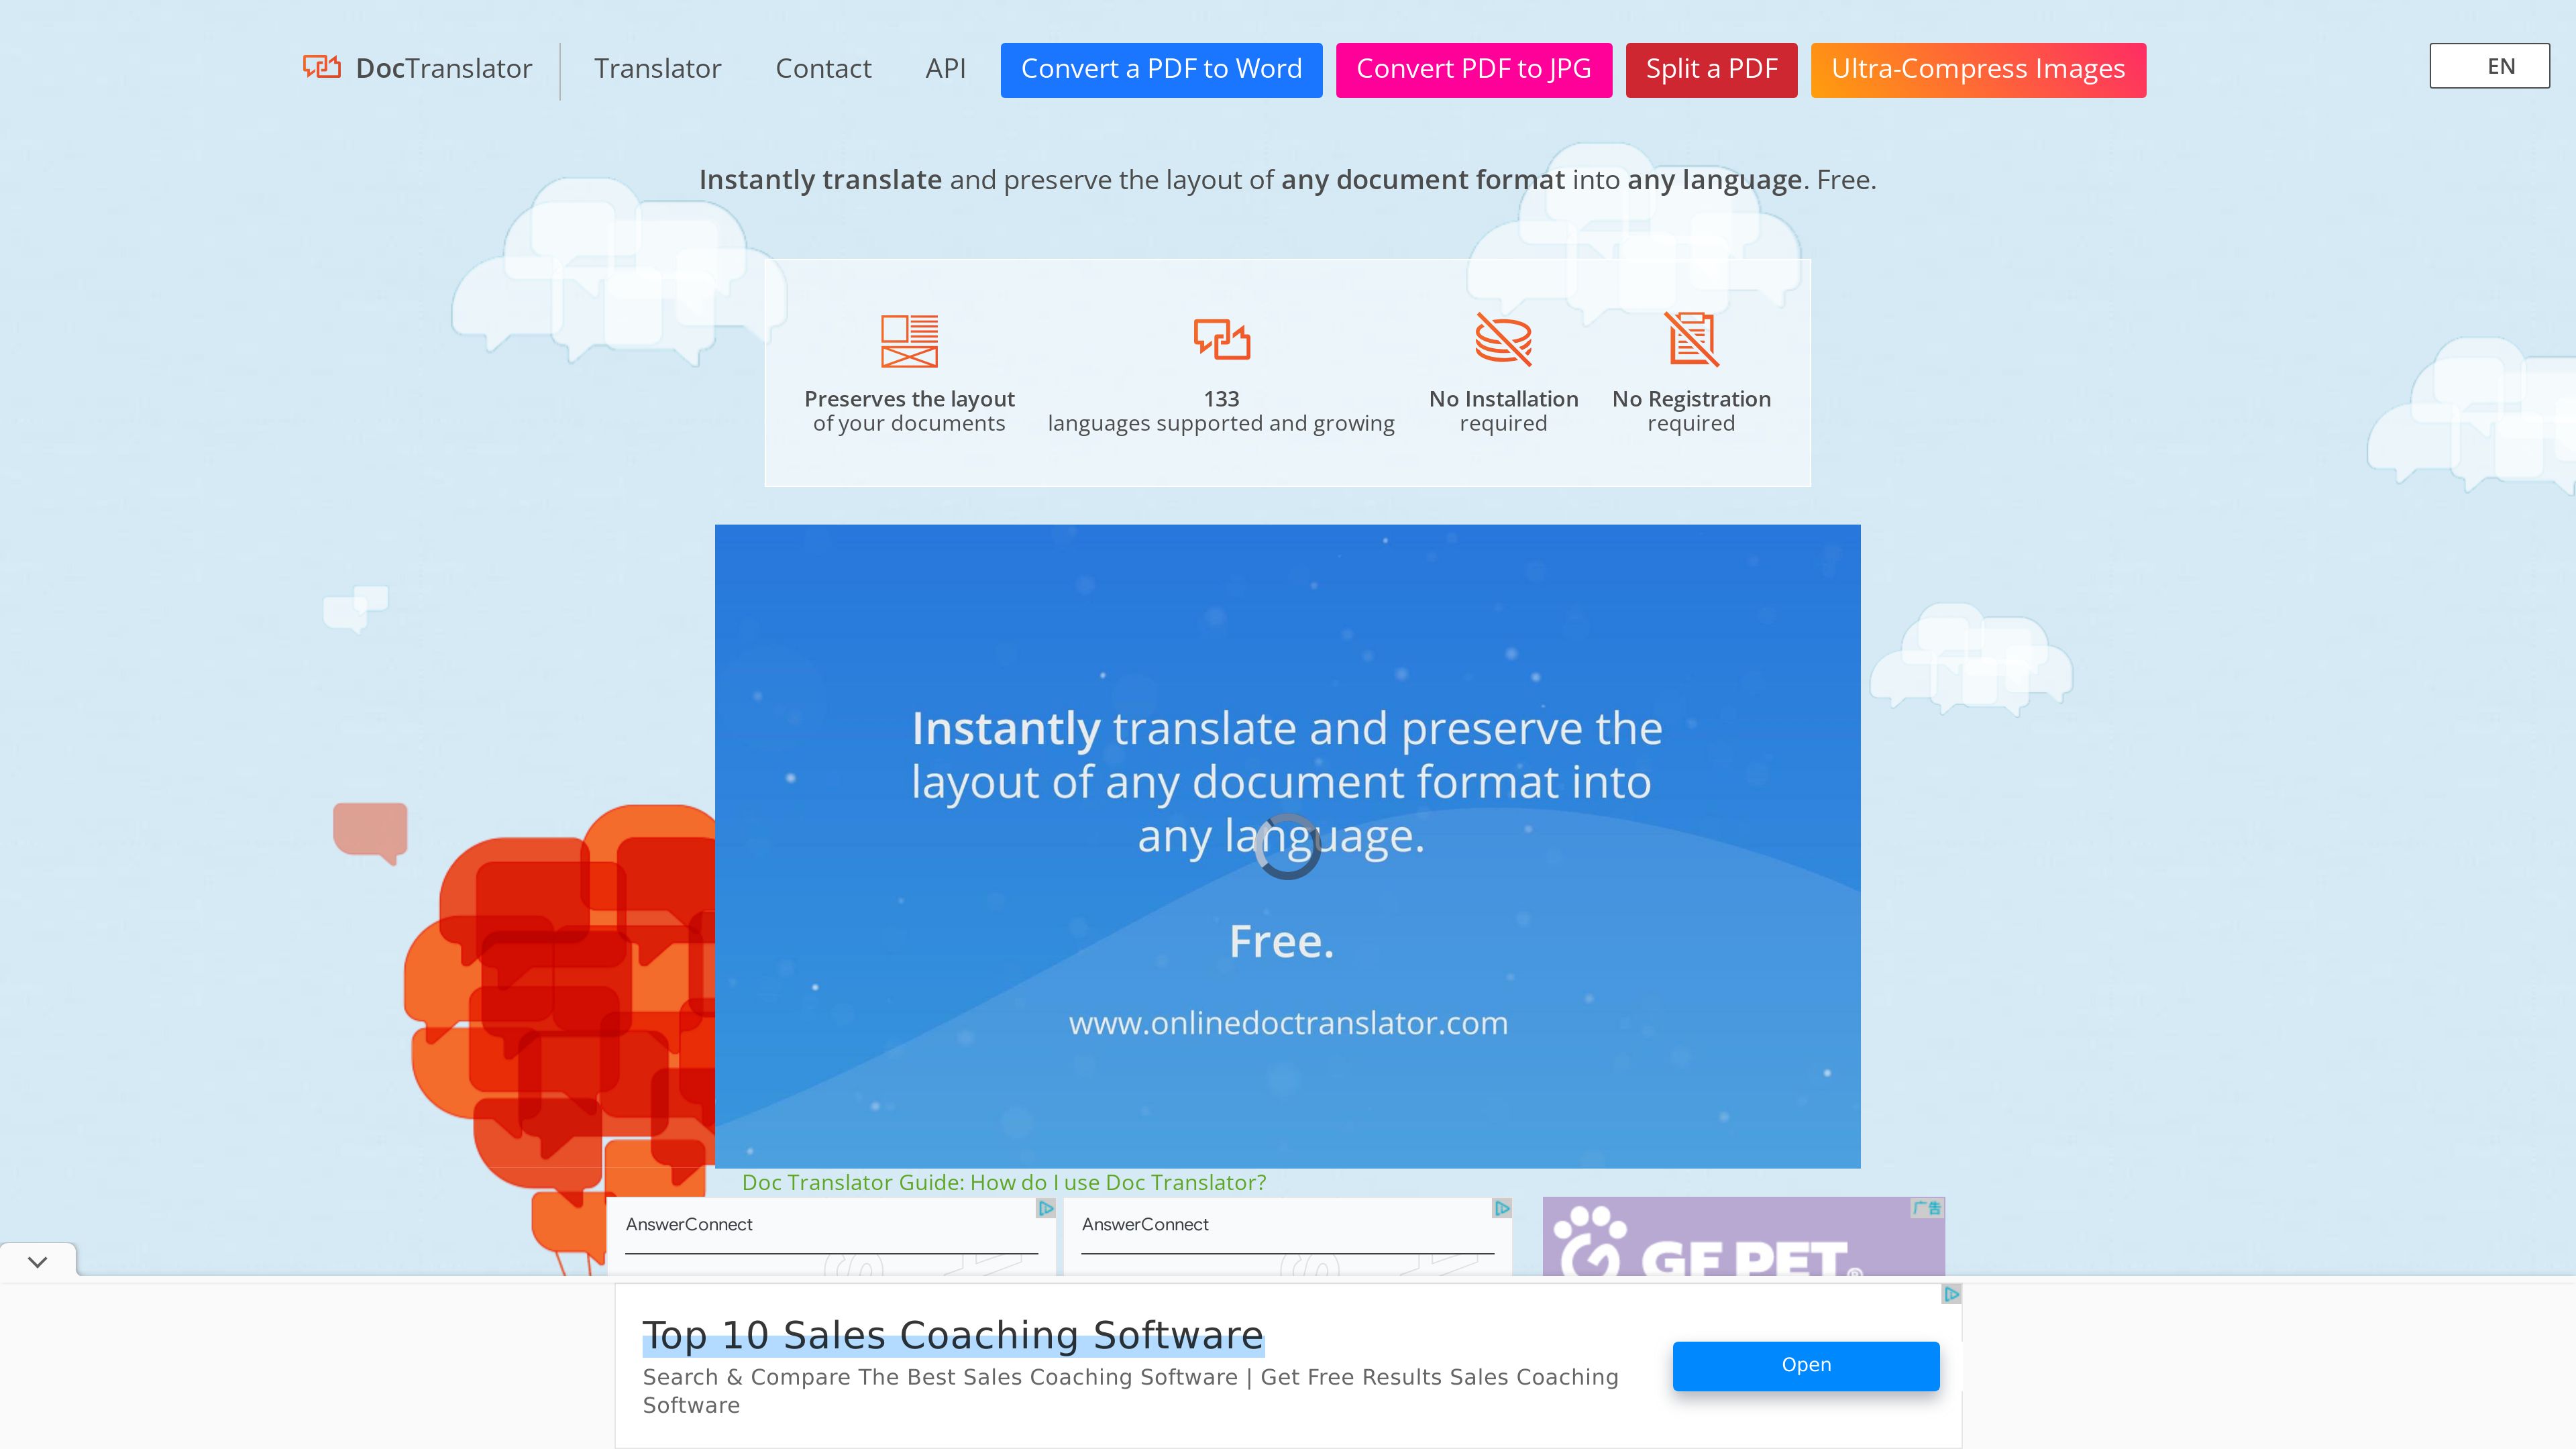 DocTranslator
Translator
Contact
API
Convert a PDF to Word
Convert PDF to JPG
Split a PDF
Ultra-Compress Images
EN
Instantly translate and preserve the layout of any document format into any language. Free.
Preserves the layout
of your documents
133
languages supported and growing
No Installation
required
No Registration
required
Instantly translate and preserve the
layout of any document format into
any language.
Free.
www.onlinedoctranslator.com
Doc Translator Guide: How do I use Doc Translator?
AnswerConnect
AnswerConnect
广告
GF PET®
Top 10 Sales Coaching Software
Search & Compare The Best Sales Coaching Software | Get Free Results Sales Coaching
Software
Open